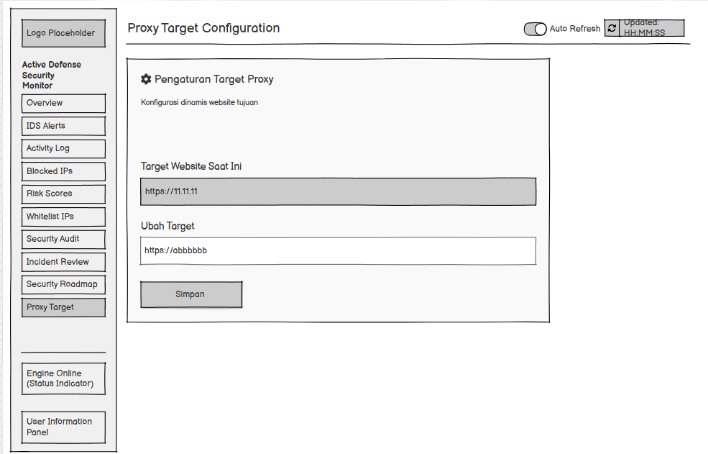 Logo Placeholder
Proxy Target Configuration
Auto Refresh
Updated:
HH:MM:SS
Active Defense
Security
Monitor
Overview
IDS Alerts
Activity Log
Blocked IPs
Risk Scores
Whitelist IPs
Security Audit
Incident Review
Security Roadmap
Proxy Target
Engine Online
(Status Indicator)
User Information
Panel
Pengaturan Target Proxy
Konfigurasi dinamis website tujuan
Target Website Saat Ini
https://11.11.11
Ubah Target
https://abbbbbb
Simpan